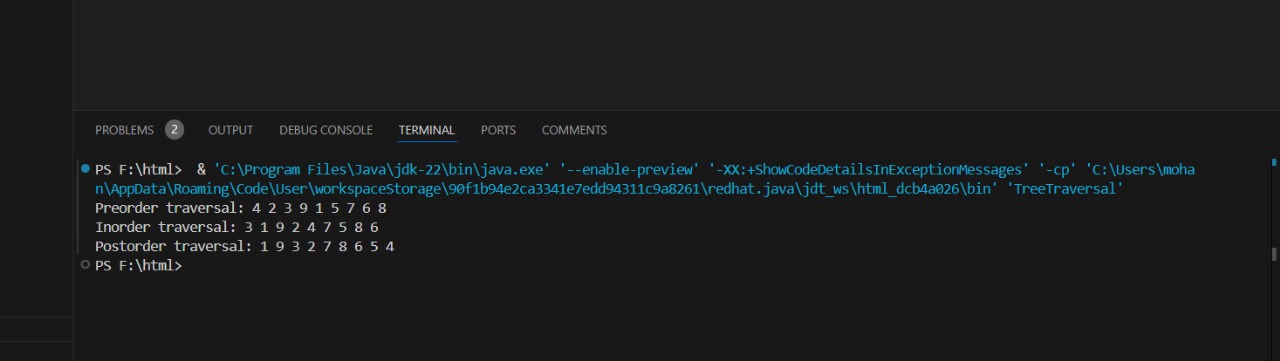 PROBLEMS 2 OUTPUT DEBUG CONSOLE TERMINAL PORTS COMMENTS
PS F:\html>  & 'C:\Program Files\Java\jdk-22\bin\java.exe' '--enable-preview' '-XX:+ShowCodeDetailsInExceptionMessages' '-cp' 'C:\Users\moha
n\AppData\Roaming\Code\User\workspaceStorage\90f1b94e2ca3341e7edd94311c9a8261\redhat.java\jdt_ws\html_dcb4a026\bin' 'TreeTraversal'
Preorder traversal: 4 2 3 9 1 5 7 6 8
Inorder traversal: 3 1 9 2 4 7 5 8 6
Postorder traversal: 1 9 3 2 7 8 6 5 4
PS F:\html>